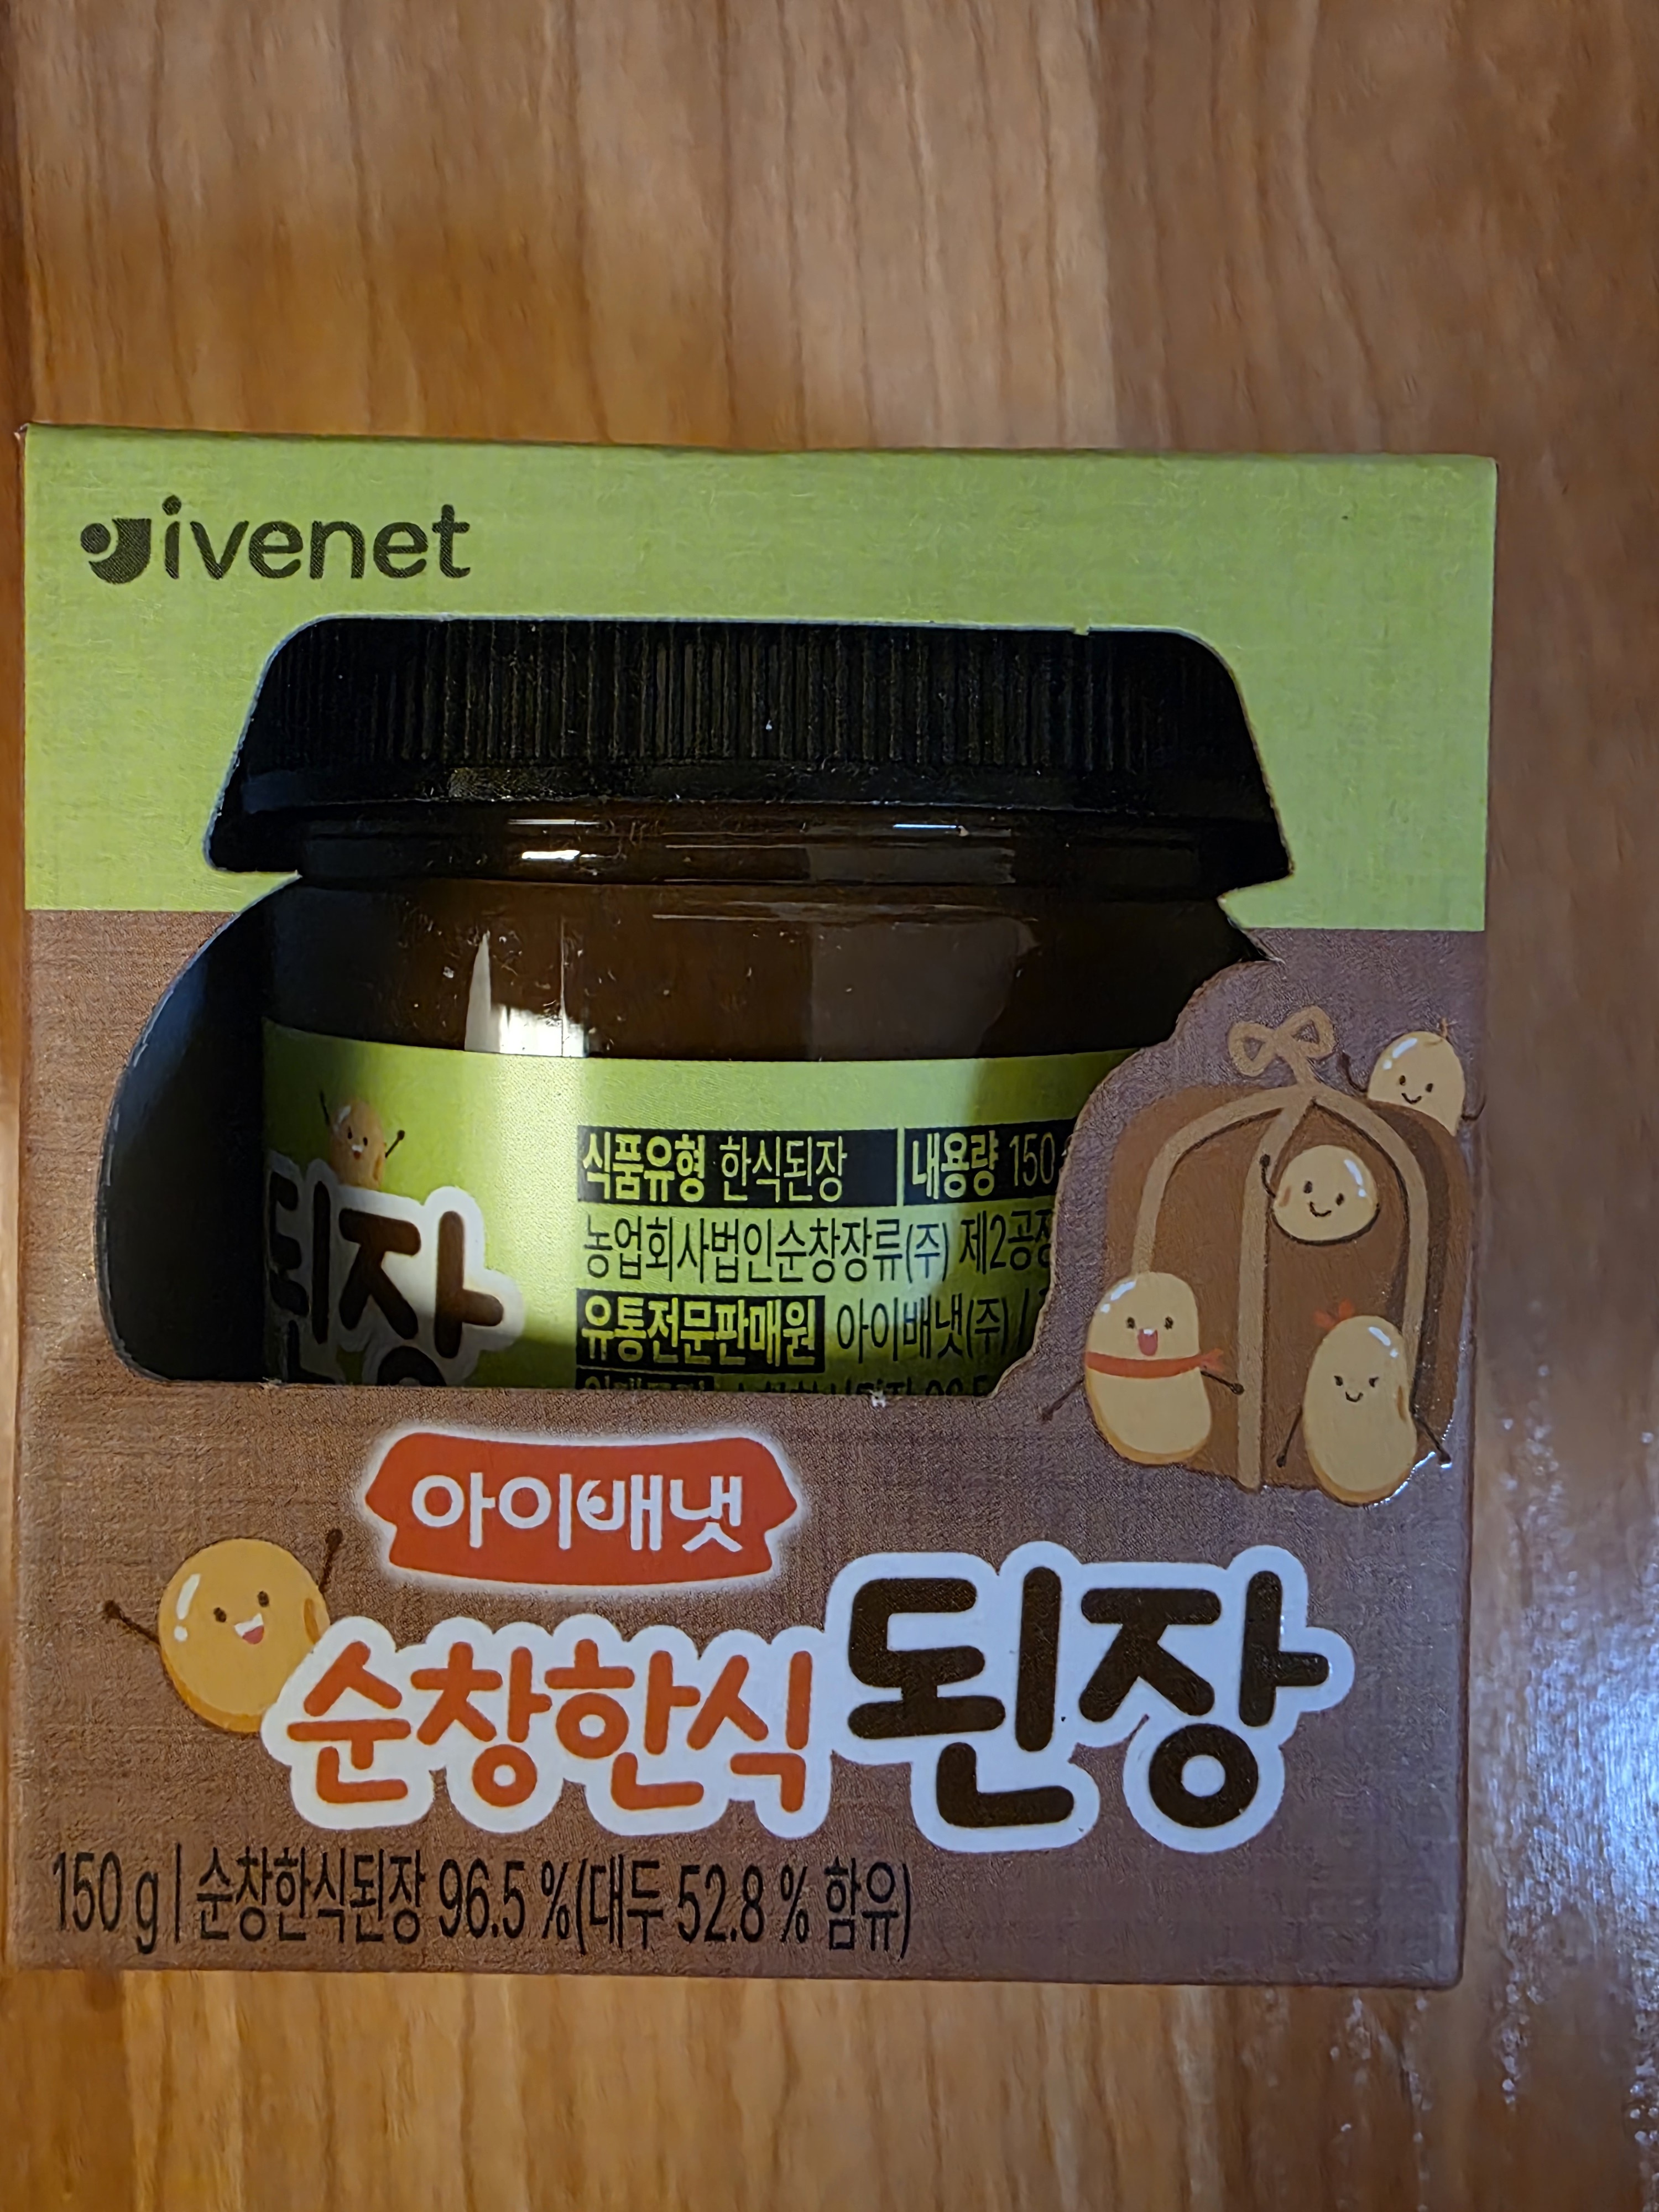 ivenet
식품유형 한식된장 내용량 150
농업회사법인순창장류(주) 제2공장
된장
유통전문판매원 아이배냇(주) /
아이배냇
순창한식된장
150 g | 순창한식된장 96.5 %(대두 52.8 % 함유)